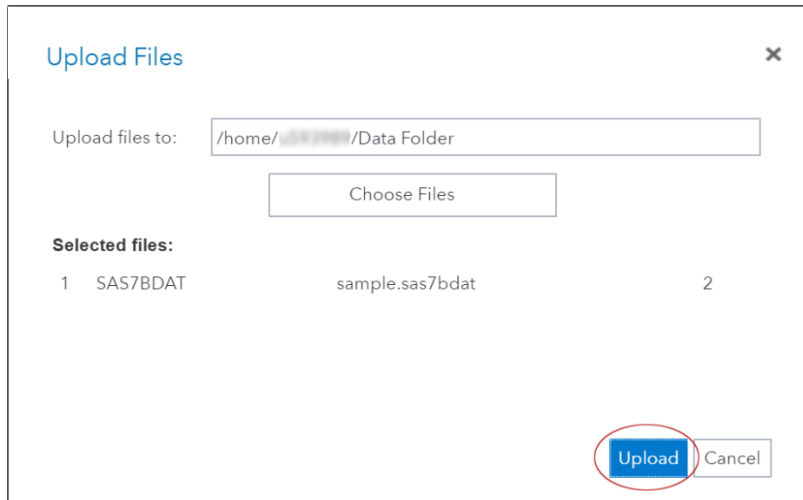 Upload Files
Upload files to: /home/ /Data Folder
Choose Files
Selected files:
1 SAS7BDAT sample.sas7bdat 2
Upload Cancel